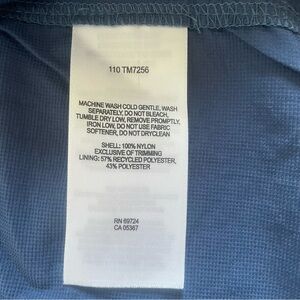 110 TM7256
MACHINE WASH COLD GENTLE, WASH
SEPARATELY, DO NOT BLEACH,
TUMBLE DRY LOW, REMOVE PROMPTLY,
IRON LOW, DO NOT USE FABRIC
SOFTENER, DO NOT DRYCLEAN
SHELL: 100% NYLON
EXCLUSIVE OF TRIMMING
LINING: 57% RECYCLED POLYESTER,
43% POLYESTER
RN 69724
CA 05367